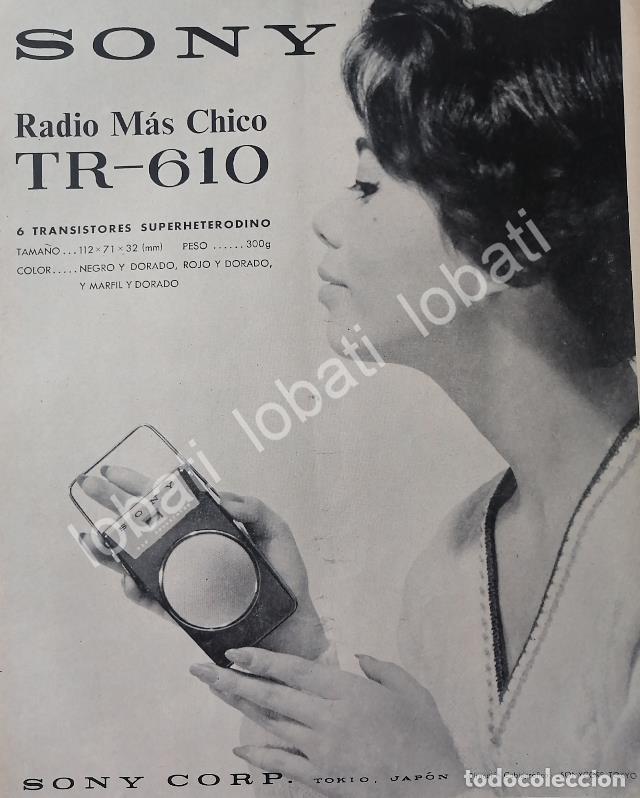 SONY
Radio Más Chico
TR-610
6 TRANSISTORES SUPERHETERODINO
TAMAÑO...112×71×32 (mm) PESO ......300g
COLOR.....NEGRO Y DORADO, ROJO Y DORADO,
Y MARFIL Y DORADO
lobati lobati lobati
SONY
SONY CORP. TOKIO, JAPÓN
todocoleccion